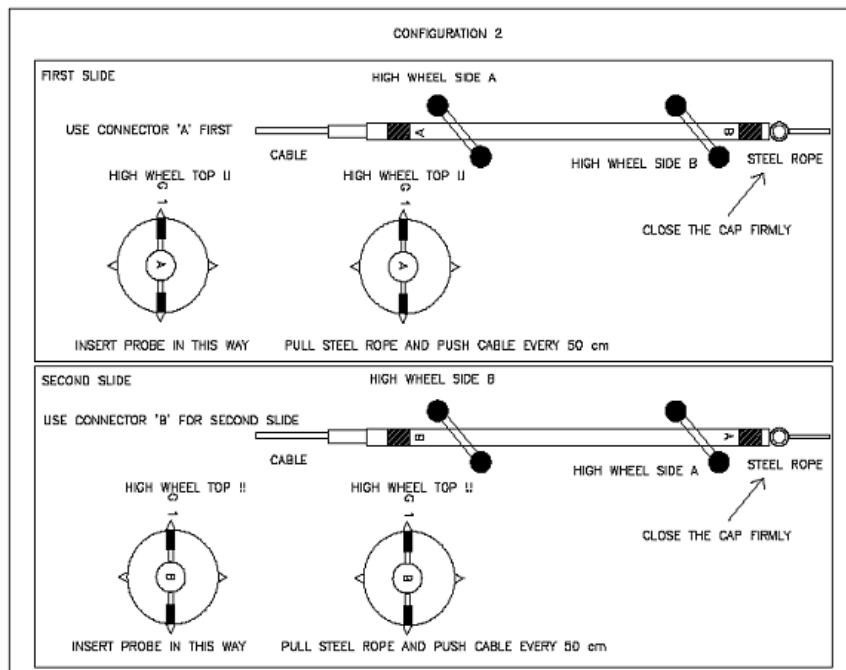 CONFIGURATION 2
FIRST SLIDE
HIGH WHEEL SIDE A
USE CONNECTOR 'A' FIRST
A
B
CABLE
HIGH WHEEL SIDE B
STEEL ROPE
HIGH WHEEL TOP !!
HIGH WHEEL TOP !!
G 1
G 1
CLOSE THE CAP FIRMLY
A
A
INSERT PROBE IN THIS WAY
PULL STEEL ROPE AND PUSH CABLE EVERY 50 cm
SECOND SLIDE
HIGH WHEEL SIDE B
USE CONNECTOR 'B' FOR SECOND SLIDE
B
A
CABLE
HIGH WHEEL SIDE A
STEEL ROPE
HIGH WHEEL TOP !!
HIGH WHEEL TOP !!
G 1
G 1
CLOSE THE CAP FIRMLY
B
B
INSERT PROBE IN THIS WAY
PULL STEEL ROPE AND PUSH CABLE EVERY 50 cm